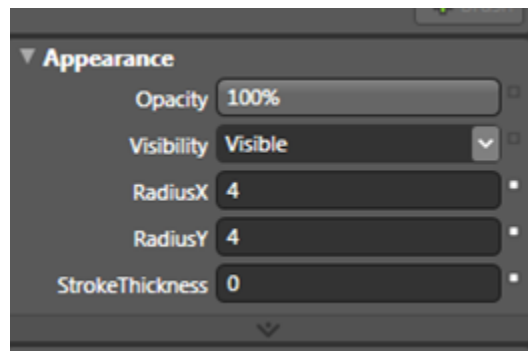 Appearance
Opacity 100%
Visibility Visible
RadiusX 4
RadiusY 4
StrokeThickness 0